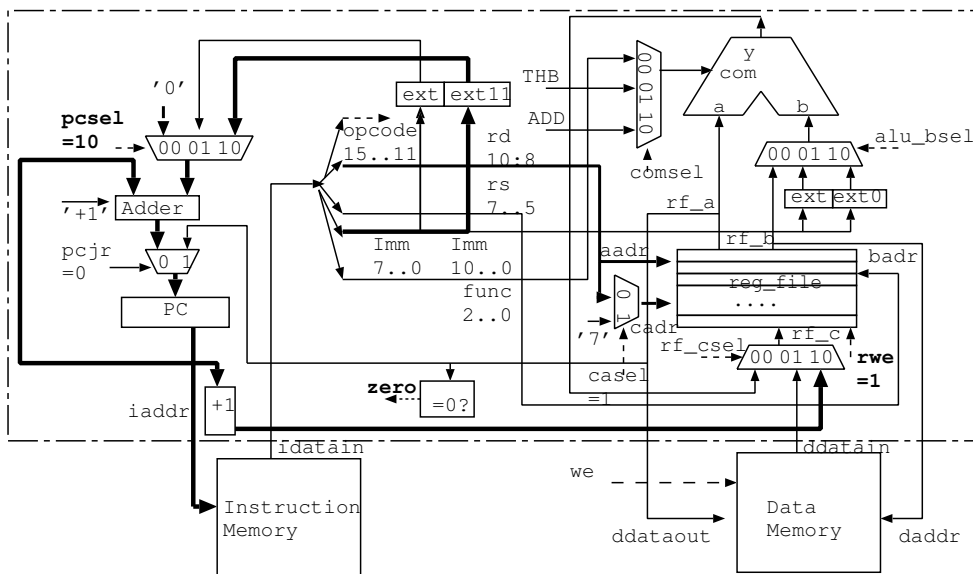 y
com
a
b
'0'
THB
ADD
00 01 10
comsel
pcsel
=10
00 01 10
ext
ext11
opcode
15..11
rd
10:8
rs
7..5
Imm
7..0
Imm
10..0
func
2..0
alu_bsel
00 01 10
ext
ext0
rf_a
rf_b
badr
aadr
'+1'
Adder
pcjr
=0
0 1
PC
reg_file
....
0 1
cadr
'7'
casel
=1
rf_c
rf_csel
00 01 10
rwe
=1
zero
=0?
+1
iaddr
idatain
ddatain
we
Instruction
Memory
Data
Memory
ddataout
daddr